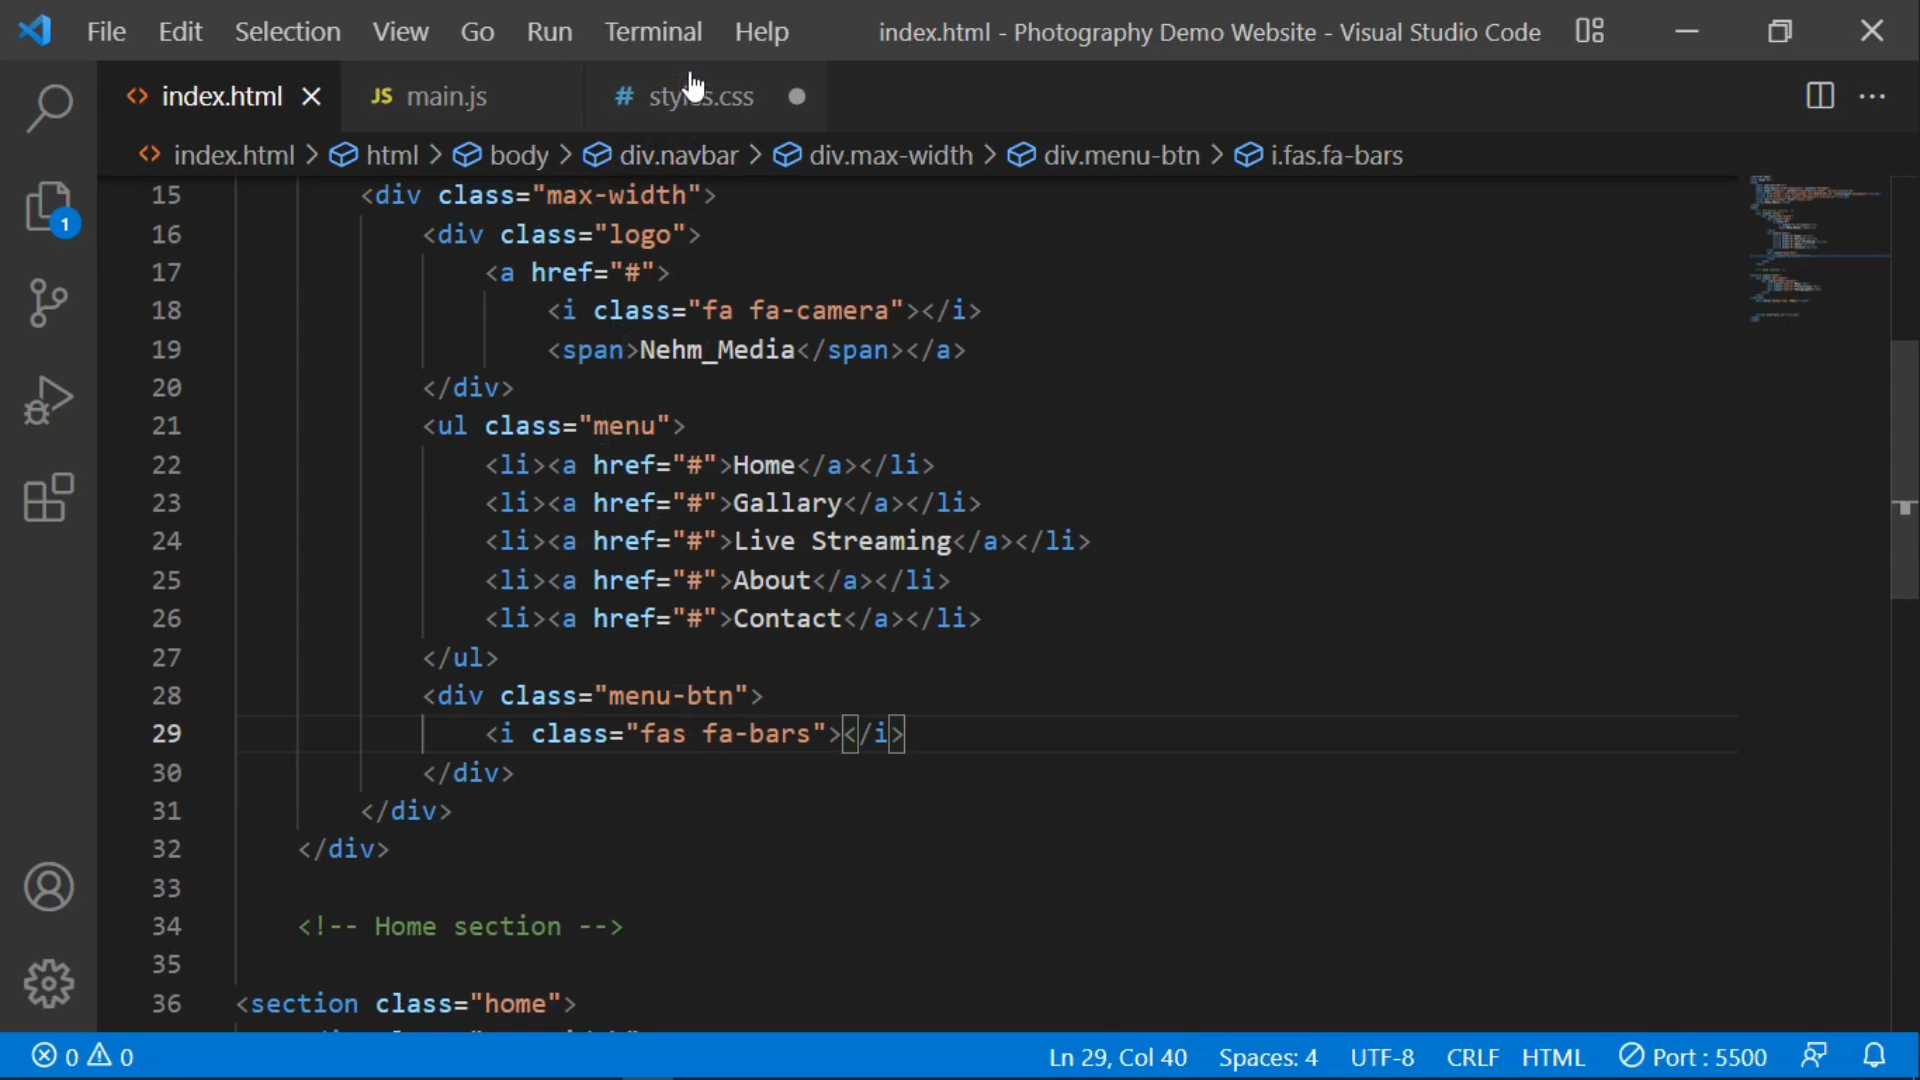 File Edit Selection View Go Run Terminal Help index.html - Photography Demo Website - Visual Studio Code
<> index.html JS main.js # styles.css
<> index.html > html > body > div.navbar > div.max-width > div.menu-btn > i.fas.fa-bars
1
15 <div class="max-width">
16 <div class="logo">
17 <a href="#">
18 <i class="fa fa-camera"></i>
19 <span>Nehm_Media</span></a>
20 </div>
21 <ul class="menu">
22 <li><a href="#">Home</a></li>
23 <li><a href="#">Gallary</a></li>
24 <li><a href="#">Live Streaming</a></li>
25 <li><a href="#">About</a></li>
26 <li><a href="#">Contact</a></li>
27 </ul>
28 <div class="menu-btn">
29 <i class="fas fa-bars"></i>
30 </div>
31 </div>
32 </div>
33
34 <!-- Home section -->
35
36 <section class="home">
0 0 Ln 29, Col 40 Spaces: 4 UTF-8 CRLF HTML Port : 5500